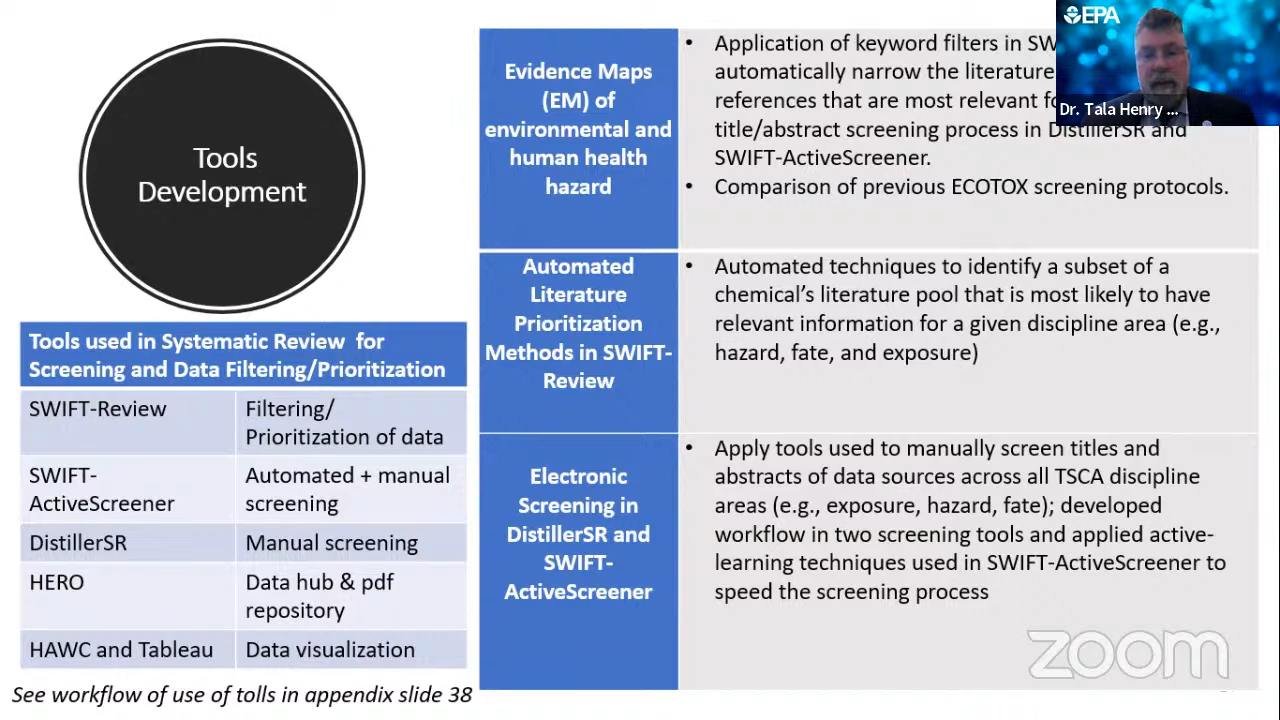 Tools
Development
Tools used in Systematic Review for
Screening and Data Filtering/Prioritization
SWIFT-Review
Filtering/
Prioritization of data
SWIFT-
ActiveScreener
Automated + manual
screening
DistillerSR
Manual screening
HERO
Data hub & pdf
repository
HAWC and Tableau
Data visualization
See workflow of use of tolls in appendix slide 38
Evidence Maps
(EM) of
environmental and
human health
hazard
• Application of keyword filters in SW
automatically narrow the literature
references that are most relevant fo
title/abstract screening process in DistillerSR and
SWIFT-ActiveScreener.
• Comparison of previous ECOTOX screening protocols.
Automated
Literature
Prioritization
Methods in SWIFT-
Review
• Automated techniques to identify a subset of a
chemical’s literature pool that is most likely to have
relevant information for a given discipline area (e.g.,
hazard, fate, and exposure)
Electronic
Screening in
DistillerSR and
SWIFT-
ActiveScreener
• Apply tools used to manually screen titles and
abstracts of data sources across all TSCA discipline
areas (e.g., exposure, hazard, fate); developed
workflow in two screening tools and applied active-
learning techniques used in SWIFT-ActiveScreener to
speed the screening process
EPA
Dr. Tala Henry ...
zoom